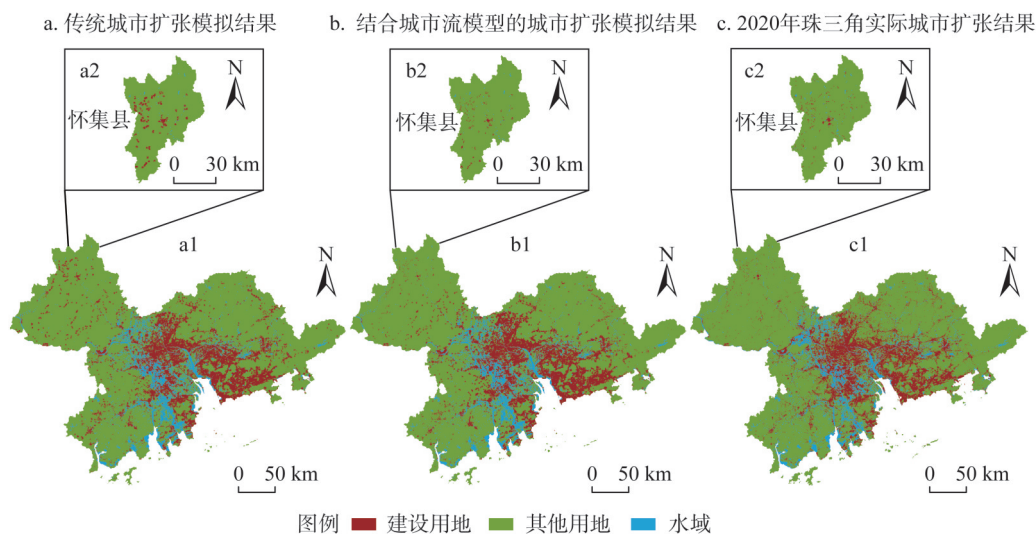 a. 传统城市扩张模拟结果
b. 结合城市流模型的城市扩张模拟结果
c. 2020年珠三角实际城市扩张结果
a2
N
怀集县
0 30 km
b2
N
怀集县
0 30 km
c2
N
怀集县
0 30 km
a1
N
0 50 km
b1
N
0 50 km
c1
N
0 50 km
图例 建设用地 其他用地 水域